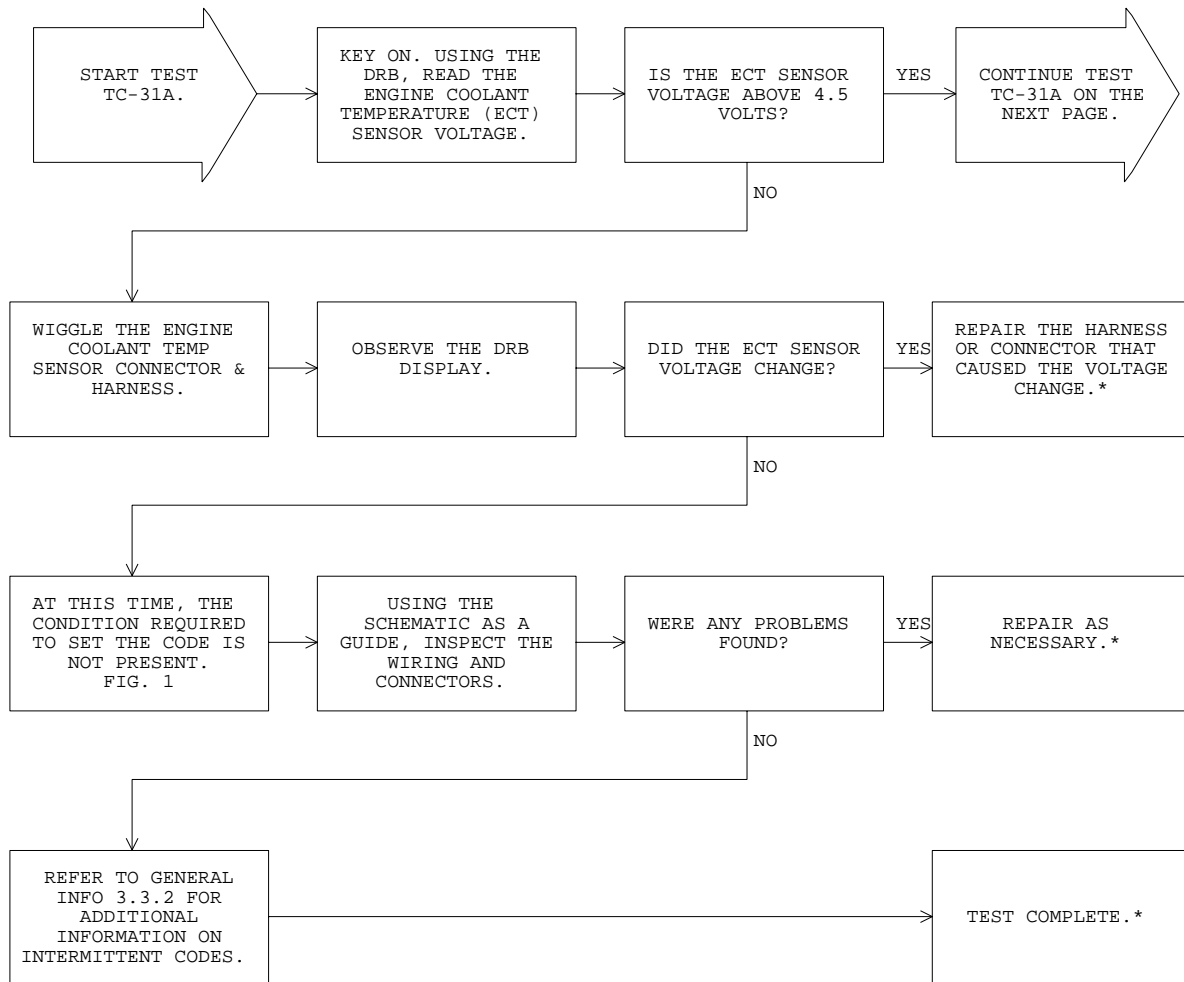 START TEST
TC-31A.
KEY ON. USING THE
DRB, READ THE
ENGINE COOLANT
TEMPERATURE (ECT)
SENSOR VOLTAGE.
IS THE ECT SENSOR
VOLTAGE ABOVE 4.5
VOLTS?
YES
CONTINUE TEST
TC-31A ON THE
NEXT PAGE.
NO
WIGGLE THE ENGINE
COOLANT TEMP
SENSOR CONNECTOR &
HARNESS.
OBSERVE THE DRB
DISPLAY.
DID THE ECT SENSOR
VOLTAGE CHANGE?
YES
REPAIR THE HARNESS
OR CONNECTOR THAT
CAUSED THE VOLTAGE
CHANGE.*
NO
AT THIS TIME, THE
CONDITION REQUIRED
TO SET THE CODE IS
NOT PRESENT.
FIG. 1
USING THE
SCHEMATIC AS A
GUIDE, INSPECT THE
WIRING AND
CONNECTORS.
WERE ANY PROBLEMS
FOUND?
YES
REPAIR AS
NECESSARY.*
NO
REFER TO GENERAL
INFO 3.3.2 FOR
ADDITIONAL
INFORMATION ON
INTERMITTENT CODES.
TEST COMPLETE.*